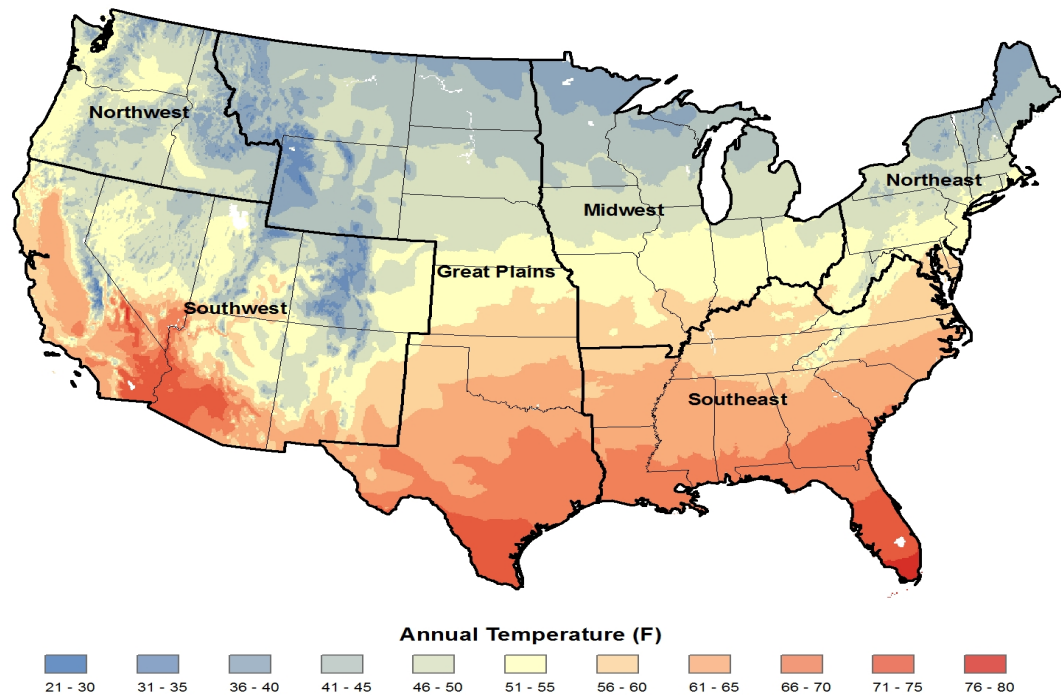 Northwest
Northeast
Midwest
Great Plains
Southwest
Southeast
Annual Temperature (F)
21 - 30
31 - 35
36 - 40
41 - 45
46 - 50
51 - 55
56 - 60
61 - 65
66 - 70
71 - 75
76 - 80